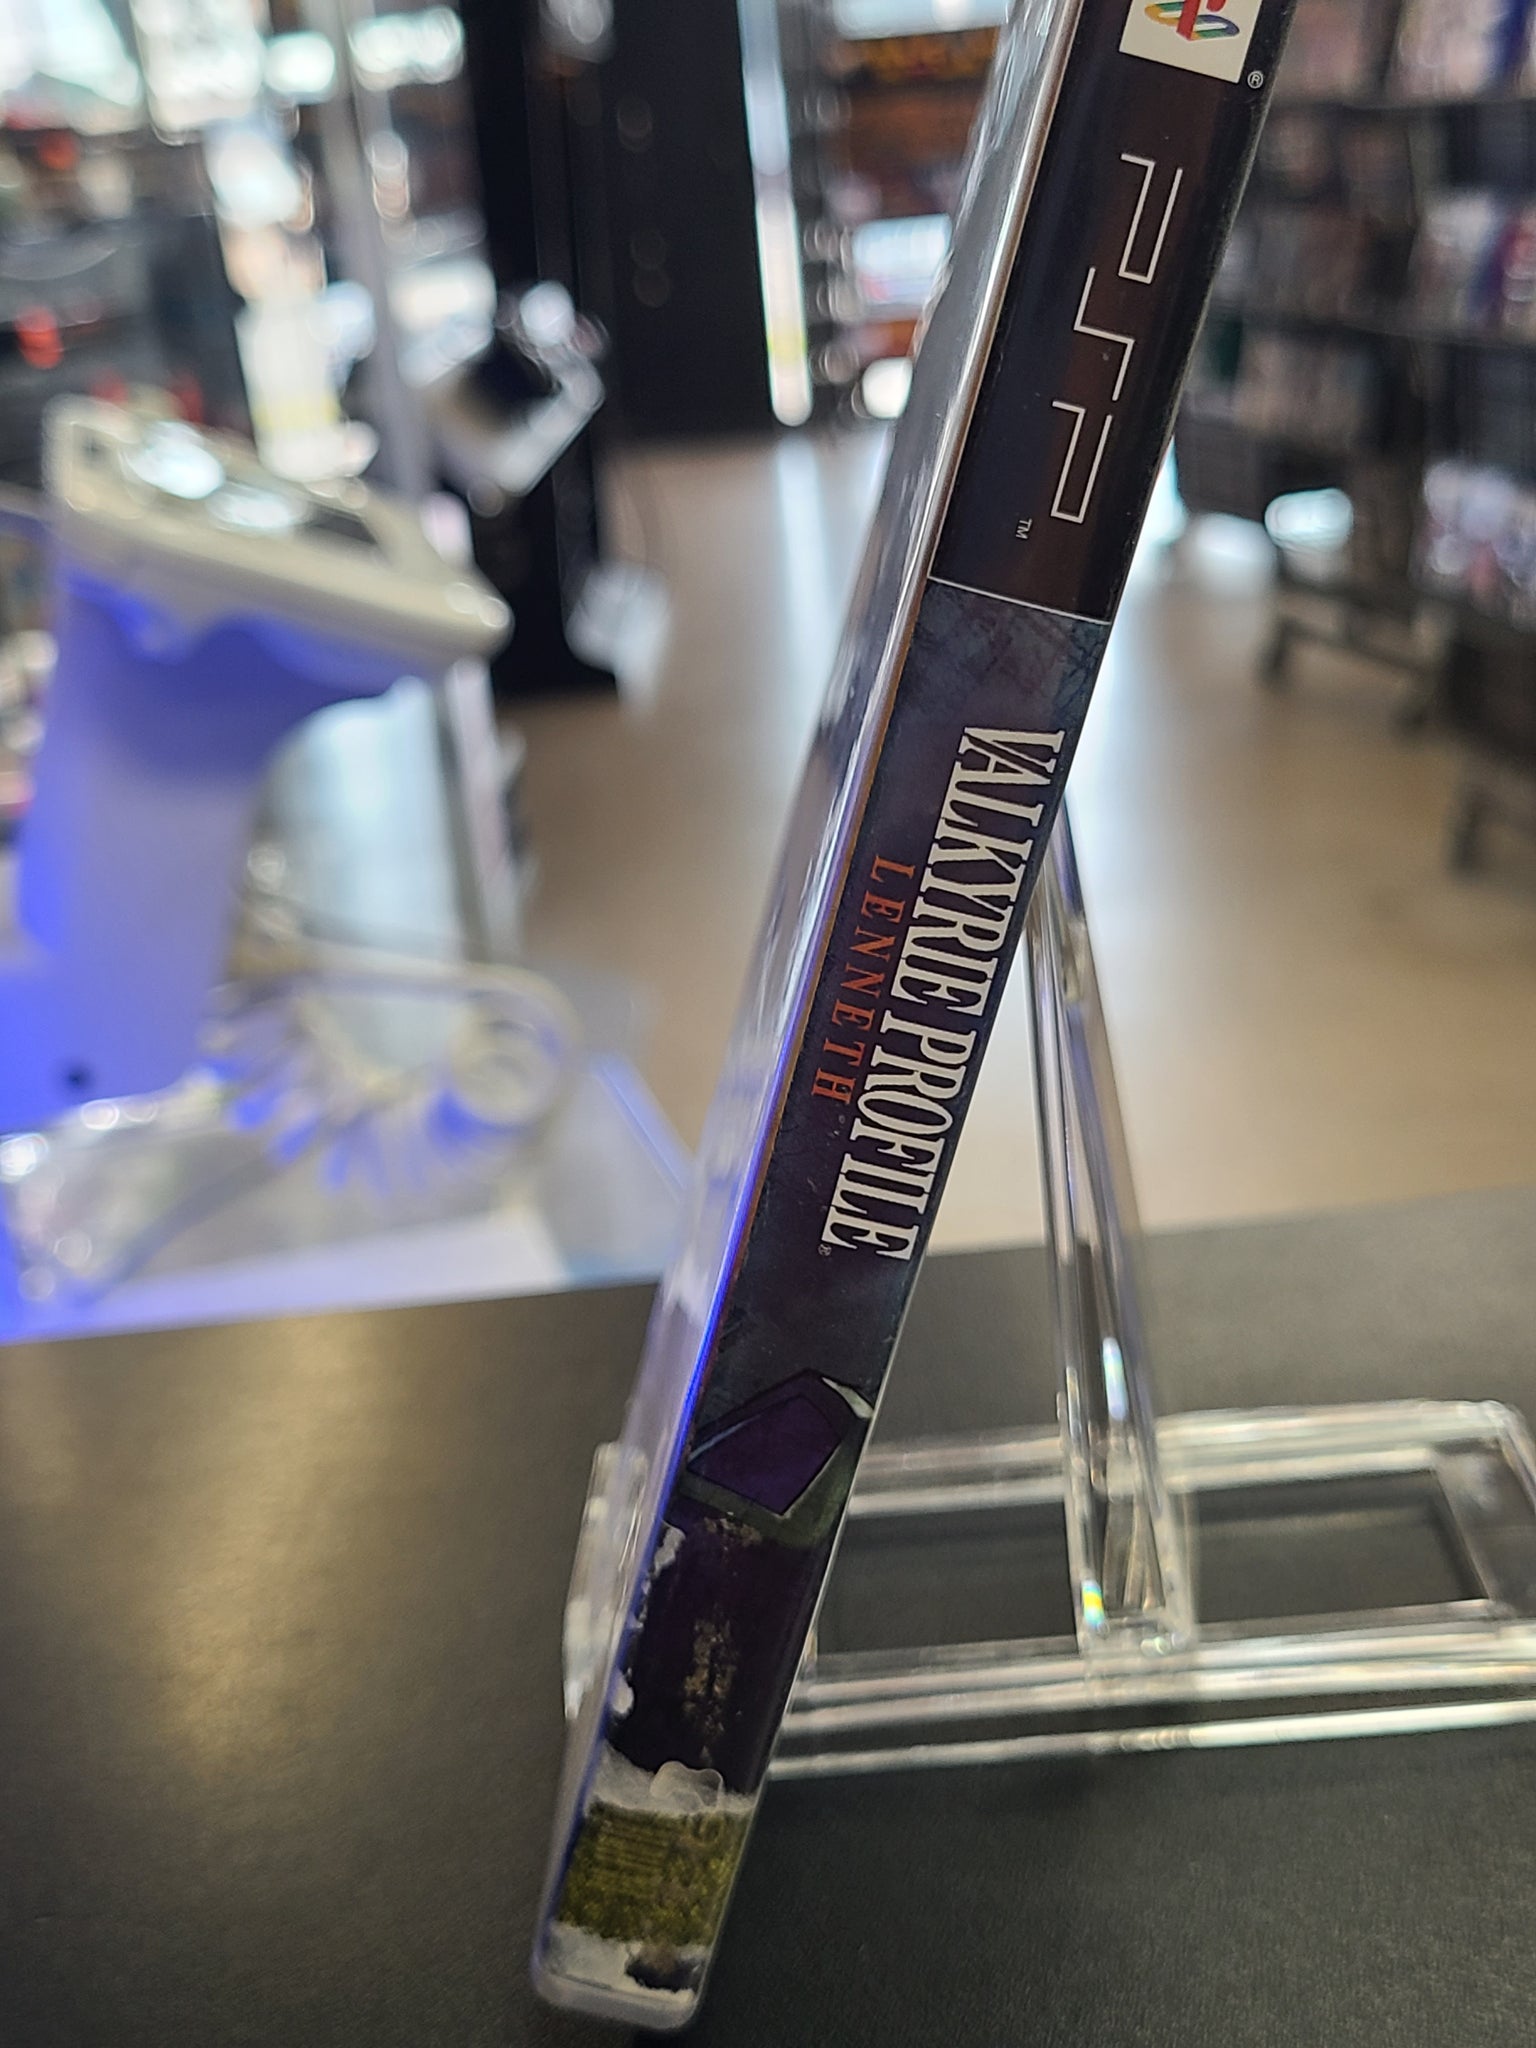 ®
PSP
™
VALKYRIE PROFILE®
LENNETH